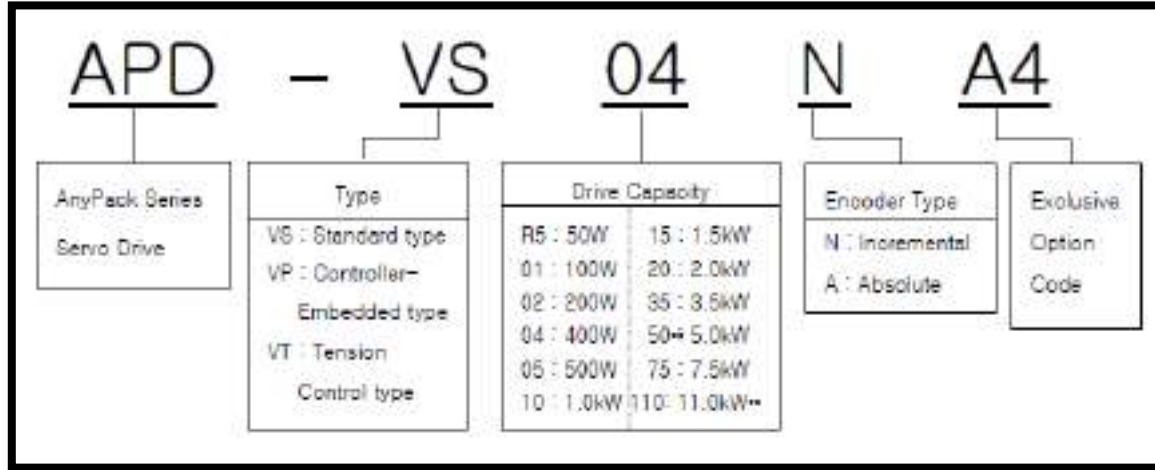 APD - VS 04 N A4
AnyPack Series
Servo Drive
Type
VS : Standard type
VP : Controller-
Embedded type
VT : Tension
Control type
Drive Capacity
R5 : 50W 15 : 1.5kW
01 : 100W 20 : 2.0kW
02 : 200W 35 : 3.5kW
04 : 400W 50•• 5.0kW
05 : 500W 75 : 7.5kW
10 : 1.0kW 110: 11.0kW••
Encoder Type
N : Incremental
A : Absolute
Exclusive
Option
Code